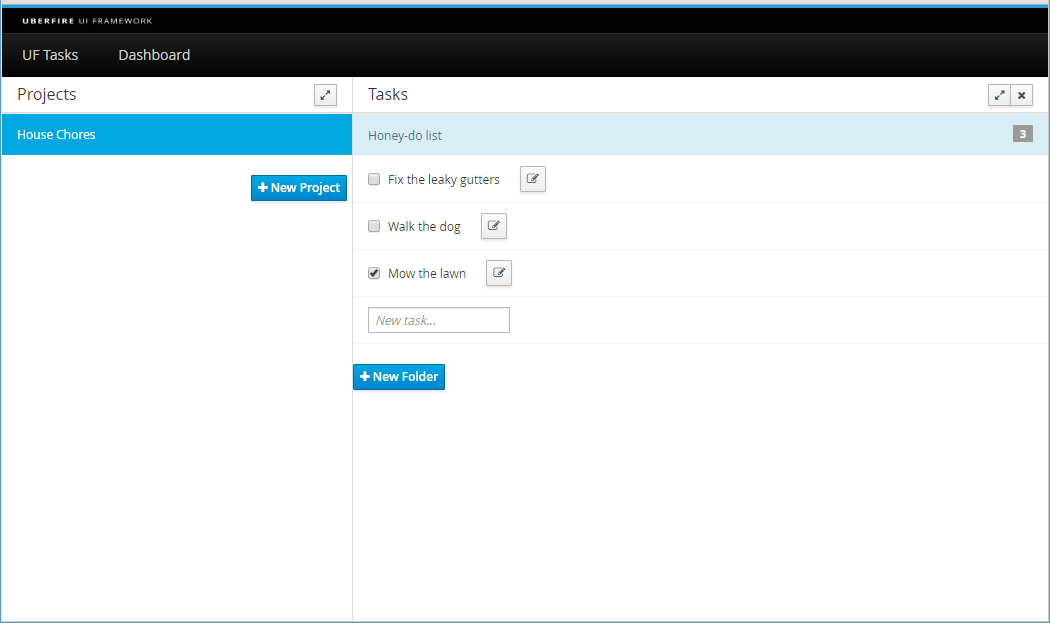 UBERFIRE UI FRAMEWORK
UF Tasks Dashboard
Projects
House Chores
New Project
Tasks
Honey-do list 3
Fix the leaky gutters
Walk the dog
Mow the lawn
New task...
New Folder